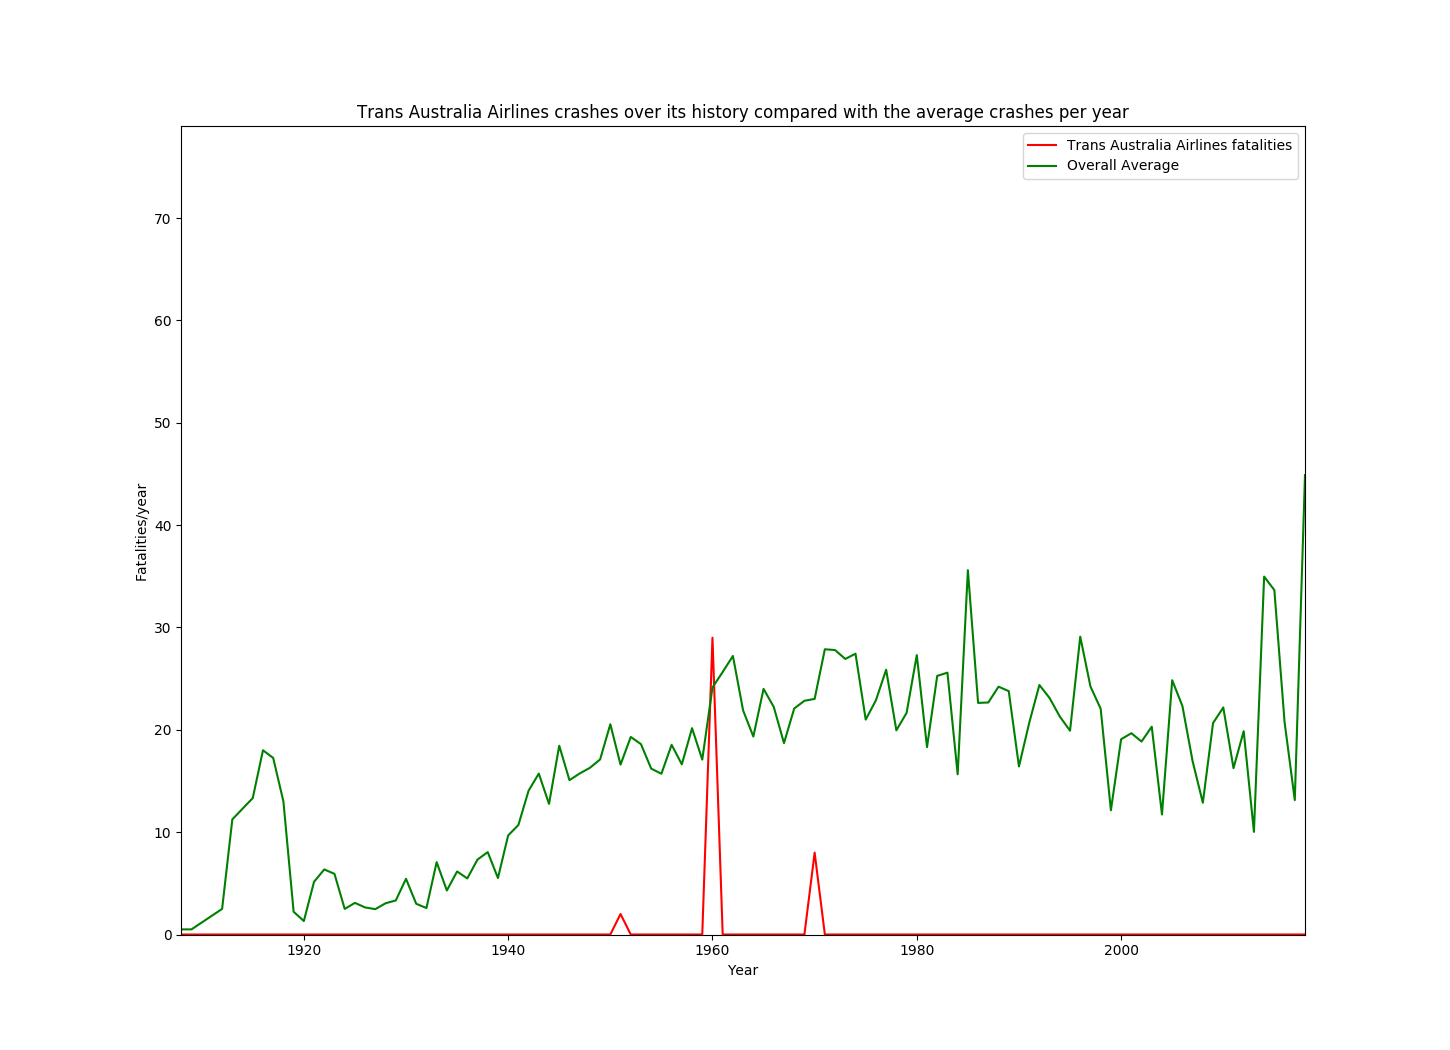 Trans Australia Airlines crashes over its history compared with the average crashes per year
Trans Australia Airlines fatalities
Overall Average
70
60
50
40
30
20
10
0
Fatalities/year
1920 1940 1960 1980 2000
Year